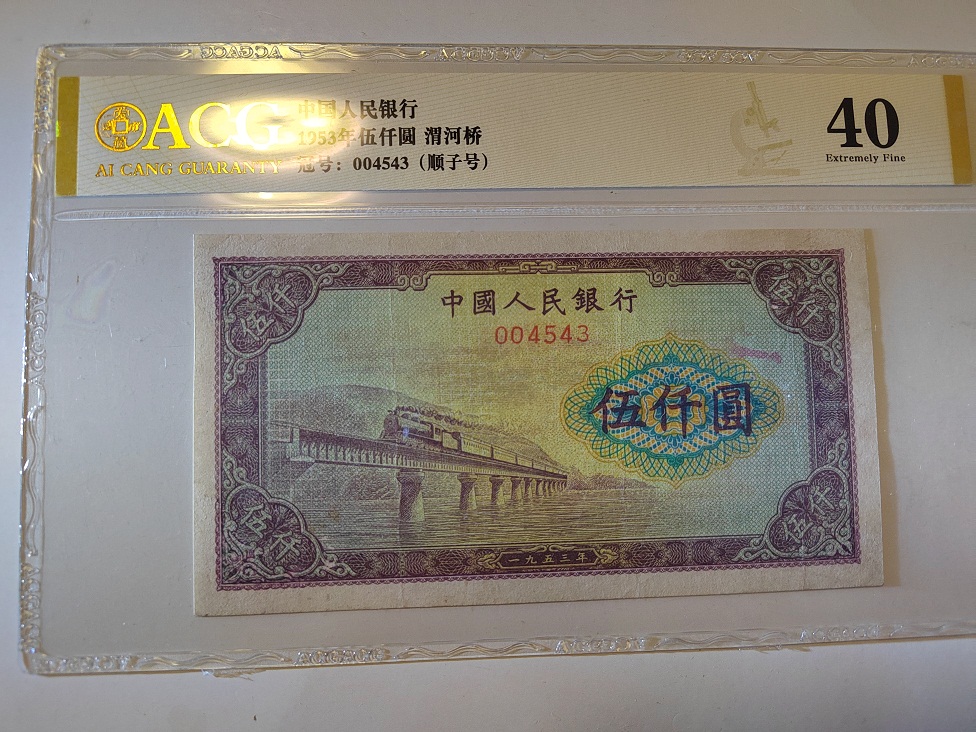 ACG
AI CANG GUARANTY
中国人民银行
1953年伍仟圆 渭河桥
冠号：004543（顺子号）
40
Extremely Fine
伍仟
伍仟
中國人民銀行
004543
伍仟圓
伍仟
伍仟
一九五三年